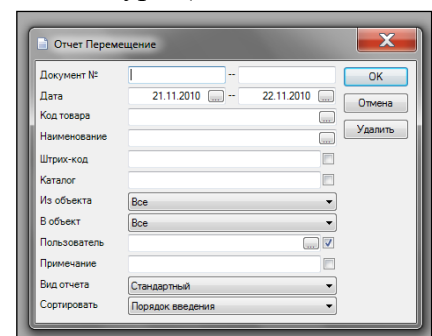 Отчет Перемещение
Документ № -- OK
Дата 21.11.2010 ... -- 22.11.2010 ... Отмена
Код товара ...
Наименование ... Удалить
Штрих-код
Каталог
Из объекта Все
В объект Все
Пользователь ...
Примечание
Вид отчета Стандартный
Сортировать Порядок введения